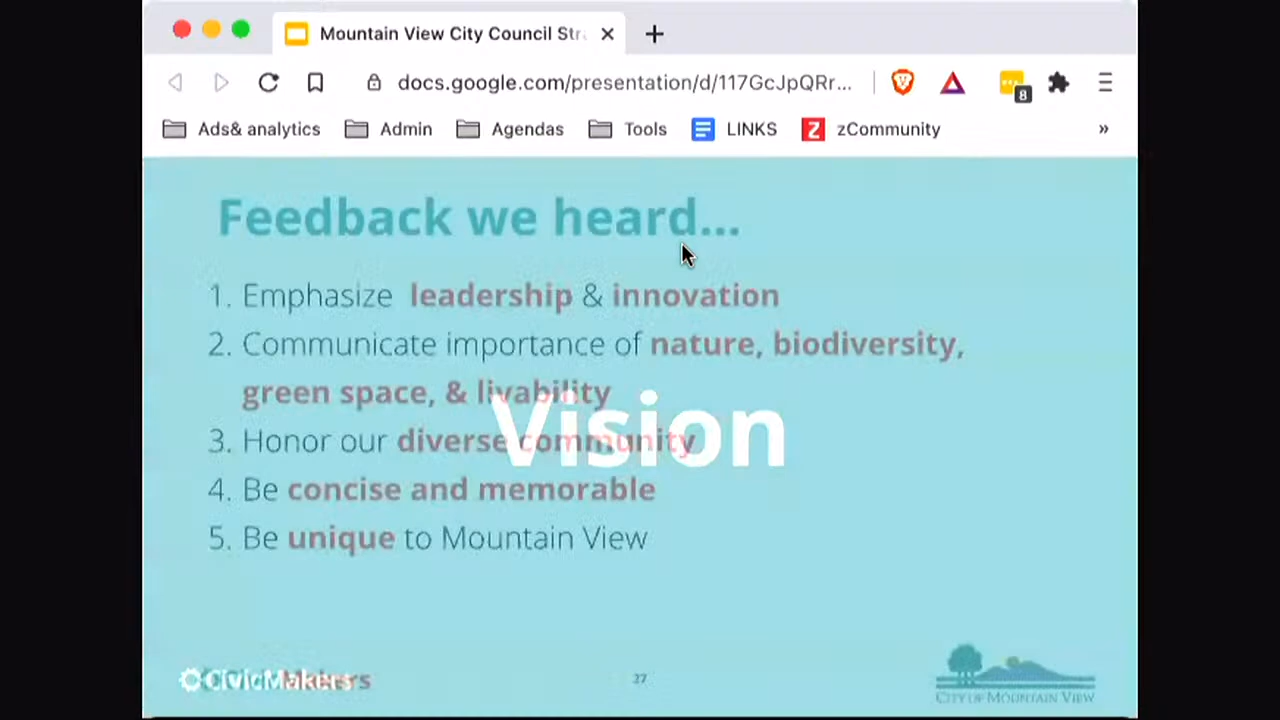 Mountain View City Council Str
docs.google.com/presentation/d/117GcJpQRr...
8
Ads& analytics
Admin
Agendas
Tools
LINKS
zCommunity
»
Feedback we heard...
1. Emphasize leadership & innovation
2. Communicate importance of nature, biodiversity,
green space, & livability
Vision
3. Honor our diverse community
4. Be concise and memorable
5. Be unique to Mountain View
CivicMakers
27
CITY OF MOUNTAIN VIEW